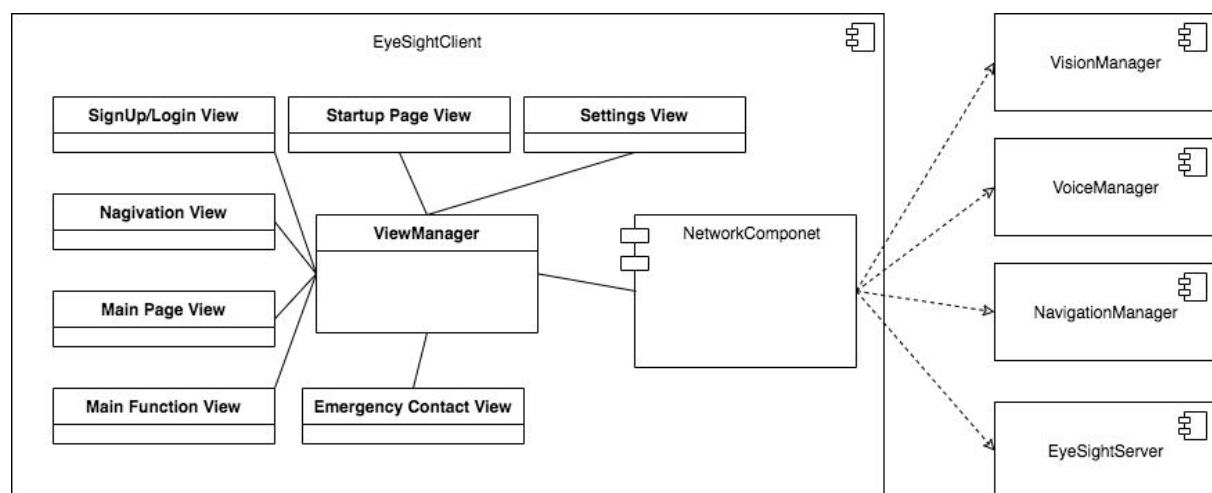 EyeSightClient
SignUp/Login View
Startup Page View
Settings View
Nagivation View
ViewManager
NetworkComponet
Main Page View
Main Function View
Emergency Contact View
VisionManager
VoiceManager
NavigationManager
EyeSightServer